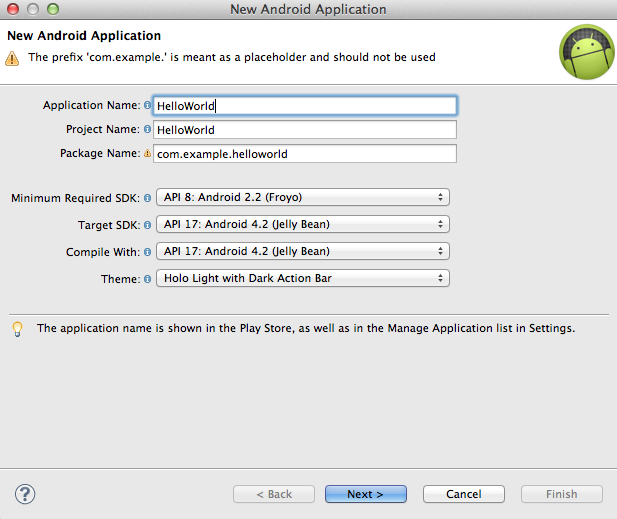 New Android Application
New Android Application
The prefix 'com.example.' is meant as a placeholder and should not be used
Application Name: HelloWorld
Project Name: HelloWorld
Package Name: com.example.helloworld
Minimum Required SDK: API 8: Android 2.2 (Froyo)
Target SDK: API 17: Android 4.2 (Jelly Bean)
Compile With: API 17: Android 4.2 (Jelly Bean)
Theme: Holo Light with Dark Action Bar
The application name is shown in the Play Store, as well as in the Manage Application list in Settings.
? < Back Next > Cancel Finish